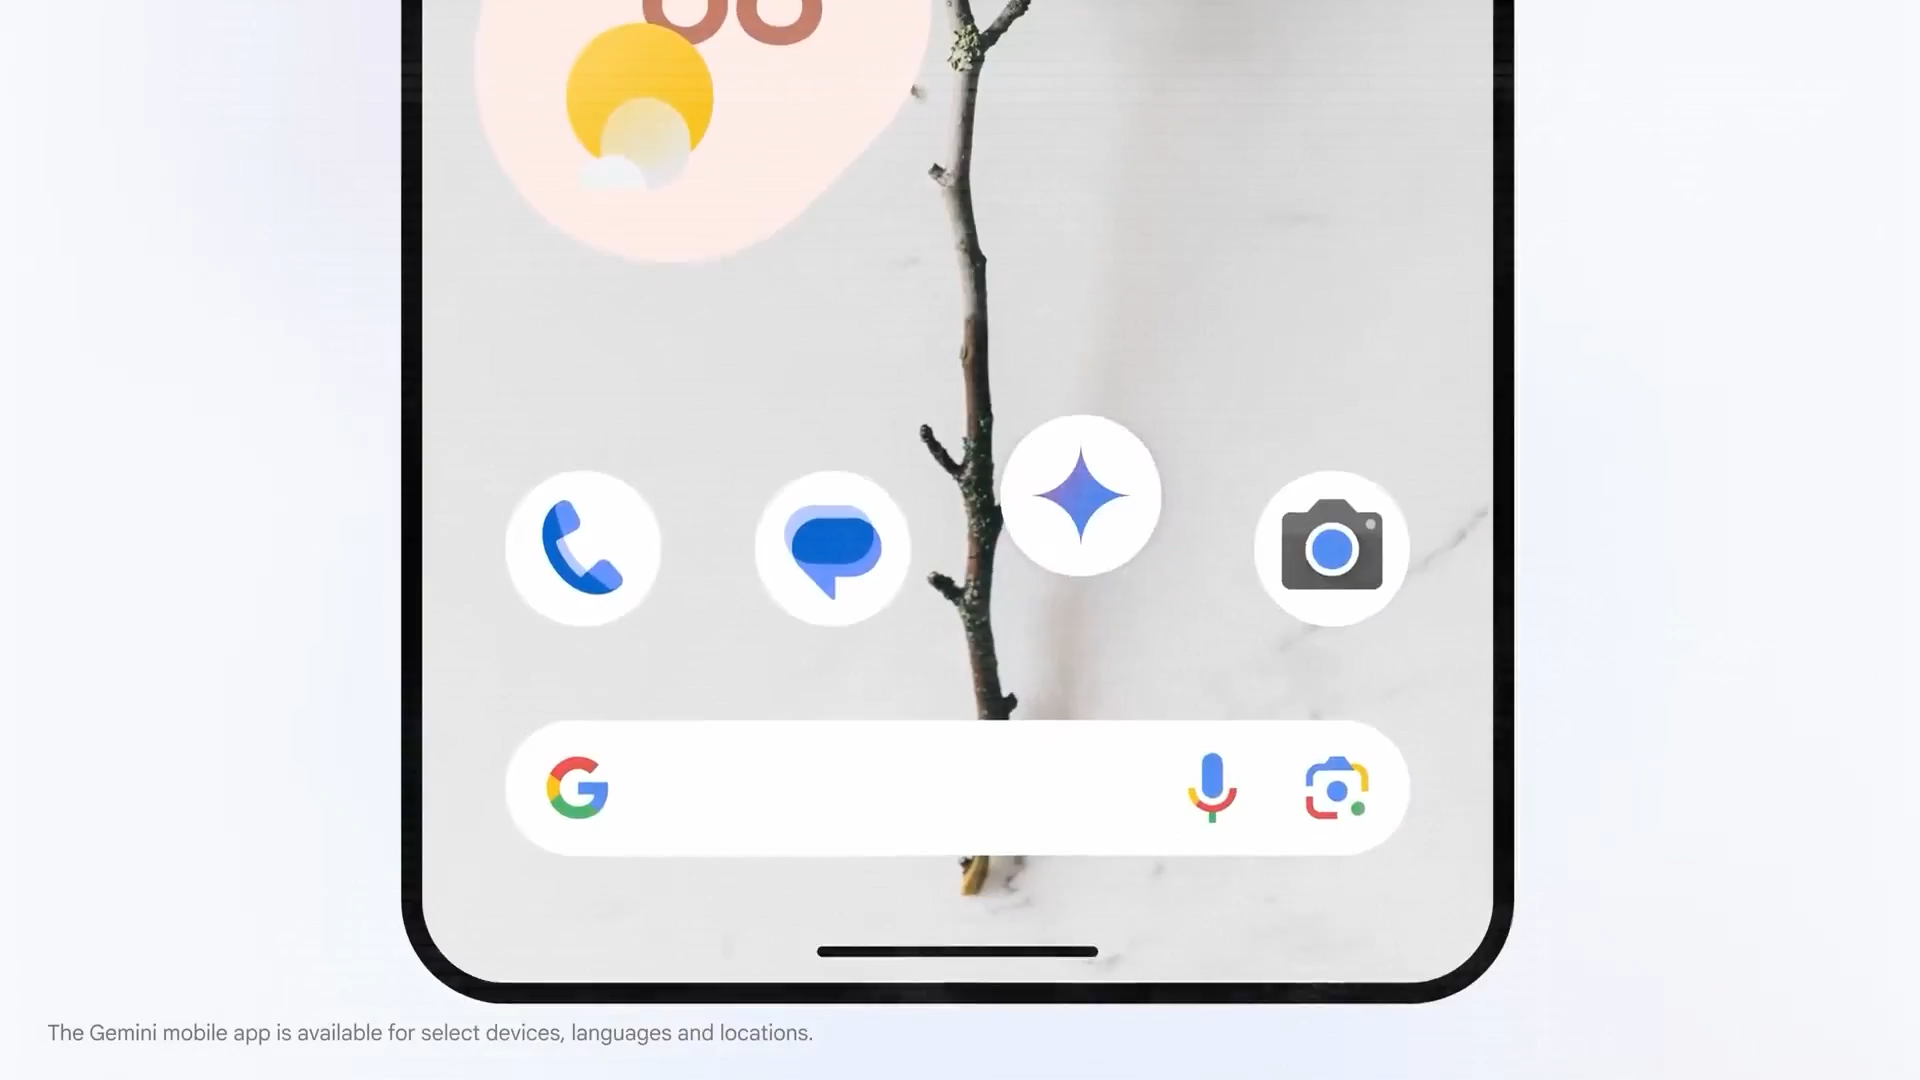 The Gemini mobile app is available for select devices, languages and locations.